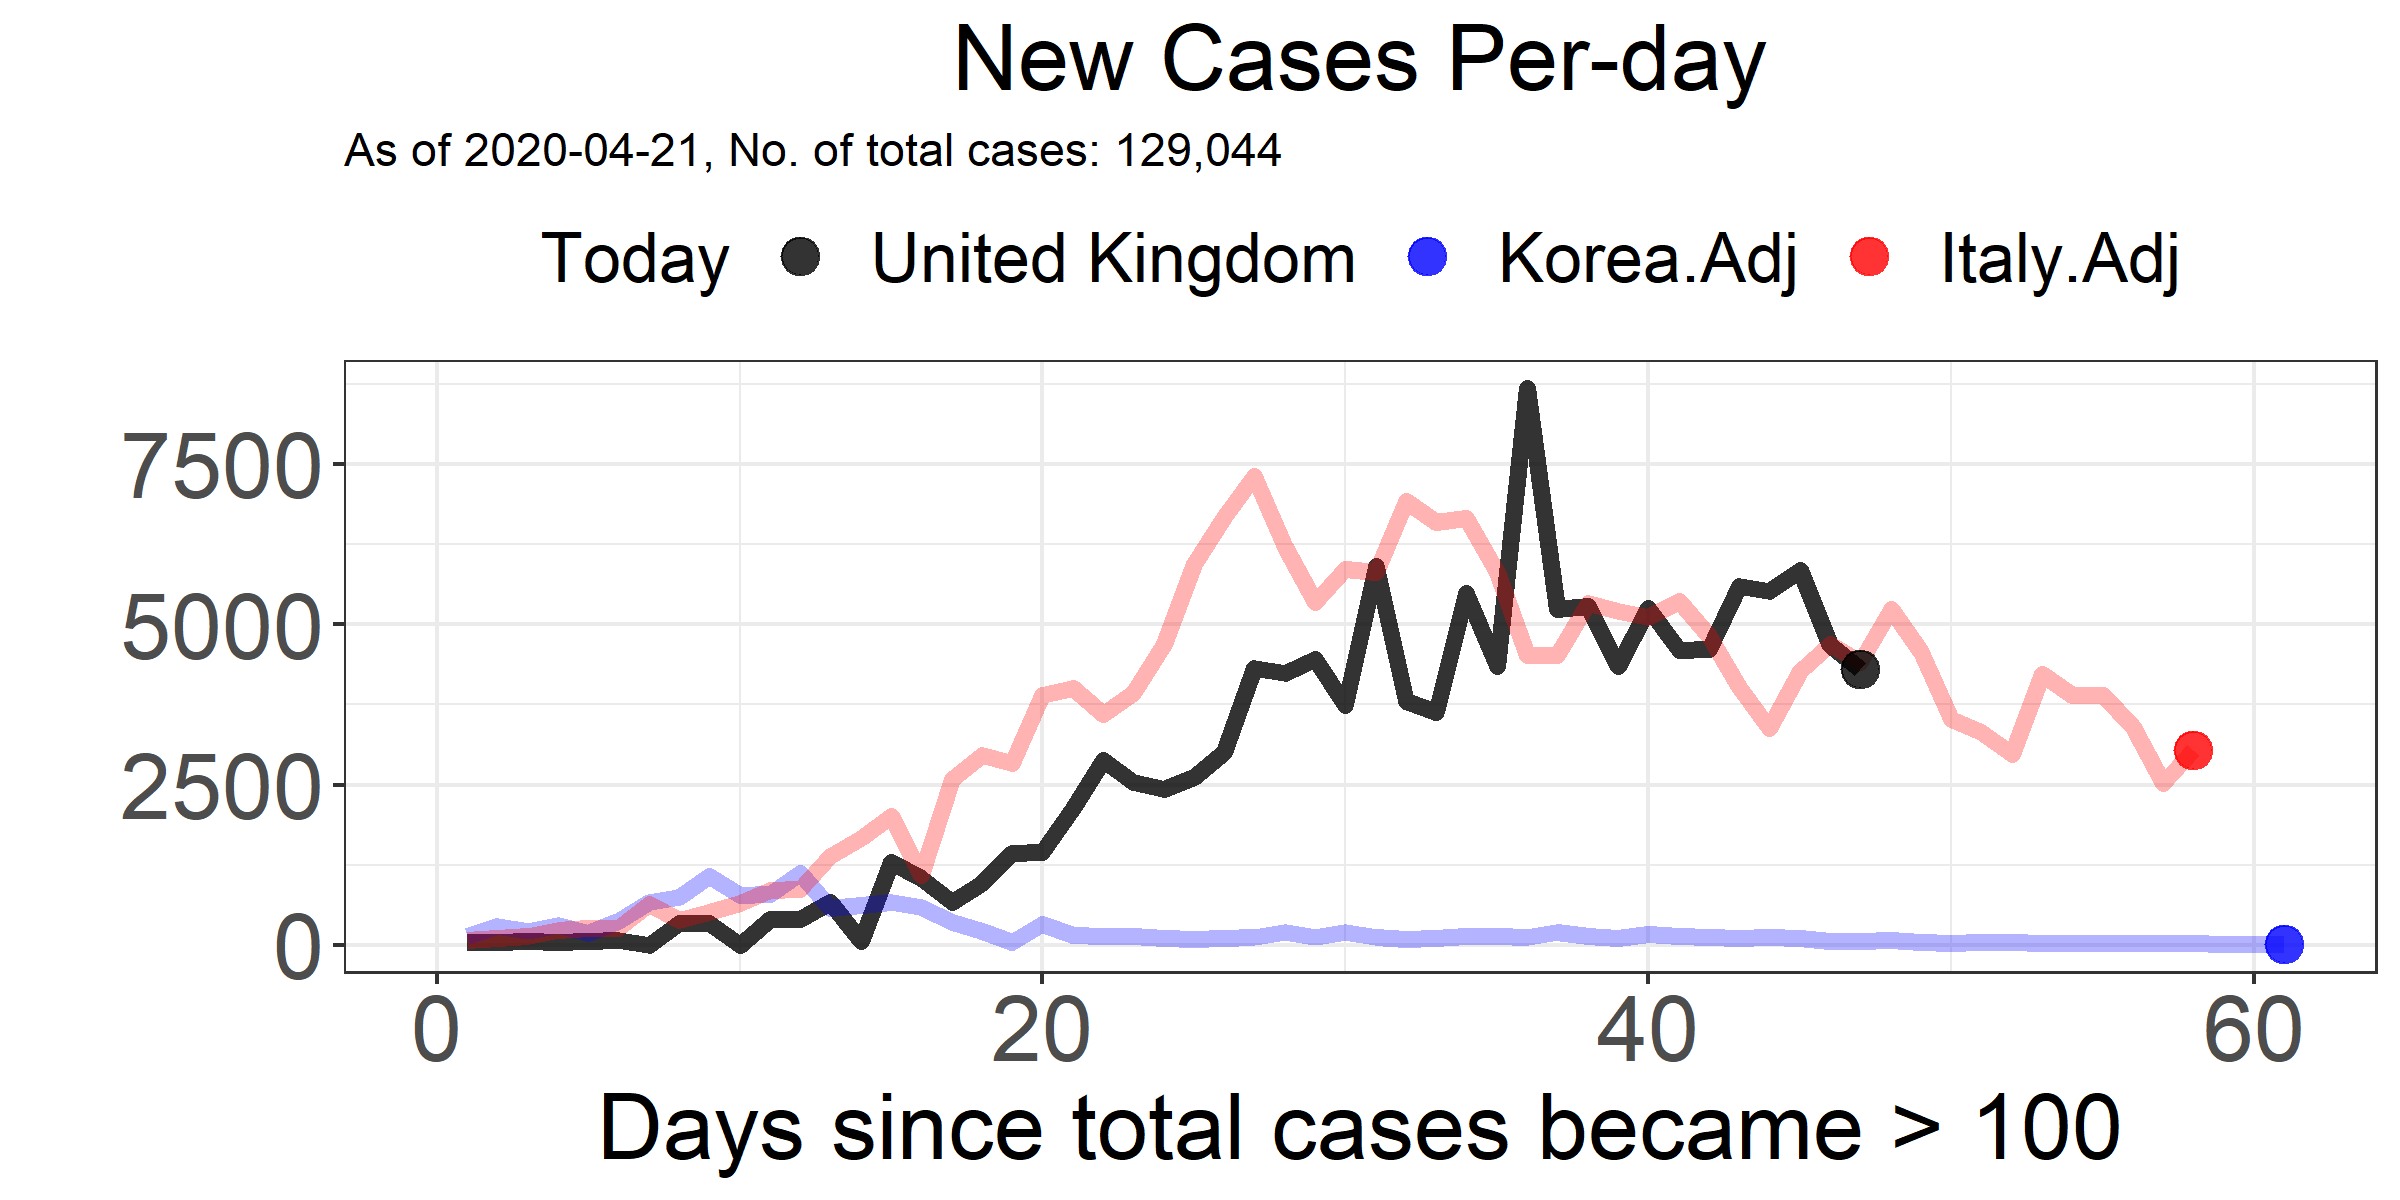 New Cases Per-day
As of 2020-04-21, No. of total cases: 129,044
Today United Kingdom Korea.Adj Italy.Adj
7500
5000
2500
0
0 20 40 60
Days since total cases became > 100